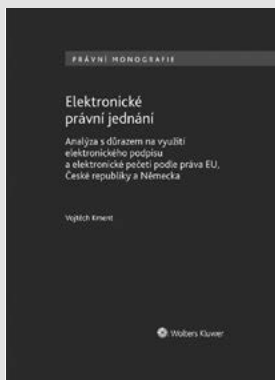 PRÁVNÍ MONOGRAFIE
Elektronické
právní jednání
Analýza s důrazem na využití
elektronického podpisu
a elektronické pečeti podle práva EU,
České republiky a Německa
Vojtěch Kment
Wolters Kluwer